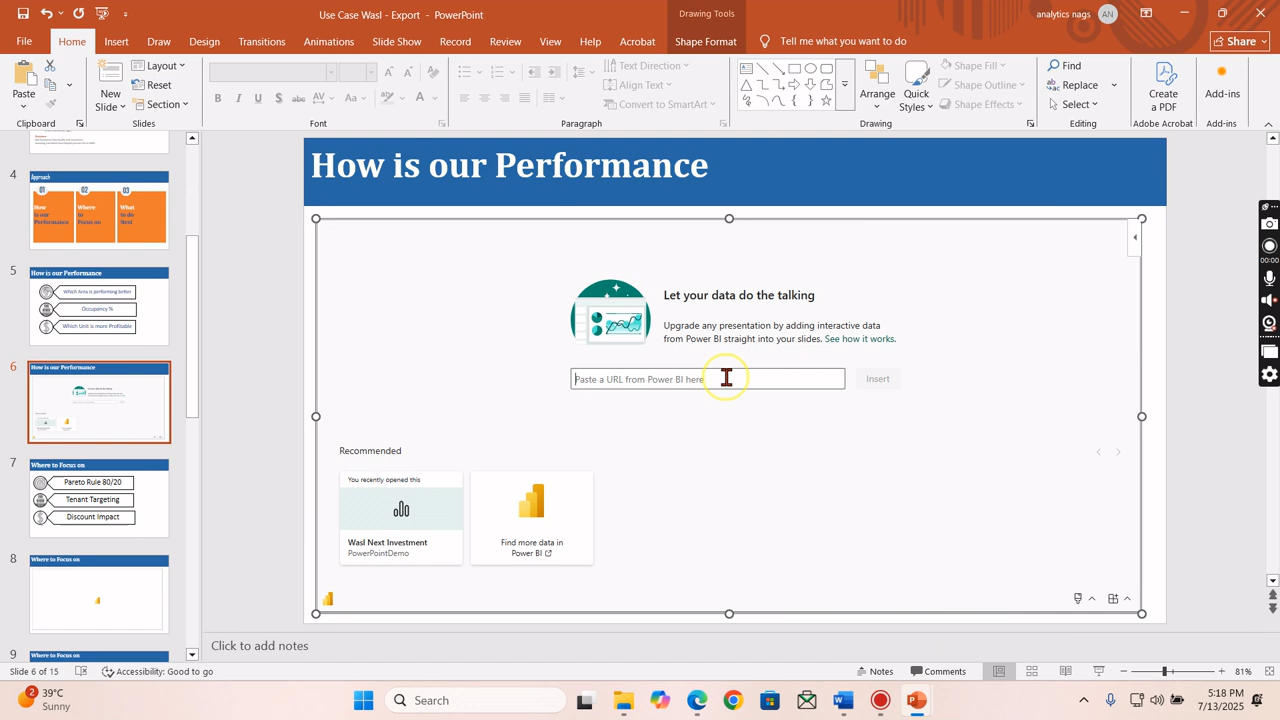 Use Case Wasl - Export - PowerPoint
Drawing Tools
analytics nags AN
File Home Insert Draw Design Transitions Animations Slide Show Record Review View Help Acrobat Shape Format Tell me what you want to do Share
Paste
New
Slide
Layout
Reset
Section
Text Direction
Align Text
Convert to SmartArt
Arrange
Quick
Styles
Shape Fill
Shape Outline
Shape Effects
Find
Replace
Select
Create
a PDF
Add-ins
Clipboard Slides Font Paragraph Drawing Editing Adobe Acrobat Add-ins
4
Approach
01 02 03
How
is our
Performance
Where
to
Focus on
What
to do
Next
5
How is our Performance
Which Area is performing better
Occupancy %
Which Unit is more Profitable
6
How is our Performance
7
Where to Focus on
Pareto Rule 80/20
Tenant Targeting
Discount Impact
8
Where to Focus on
9
Where to Focus on
How is our Performance
Let your data do the talking
Upgrade any presentation by adding interactive data
from Power BI straight into your slides. See how it works.
Paste a URL from Power BI here
Insert
Recommended
You recently opened this
Wasl Next Investment
PowerPointDemo
Find more data in
Power BI
00:00
Click to add notes
Slide 6 of 15
Accessibility: Good to go
Notes
Comments
81%
2
39°C
Sunny
Search
5:18 PM
7/13/2025